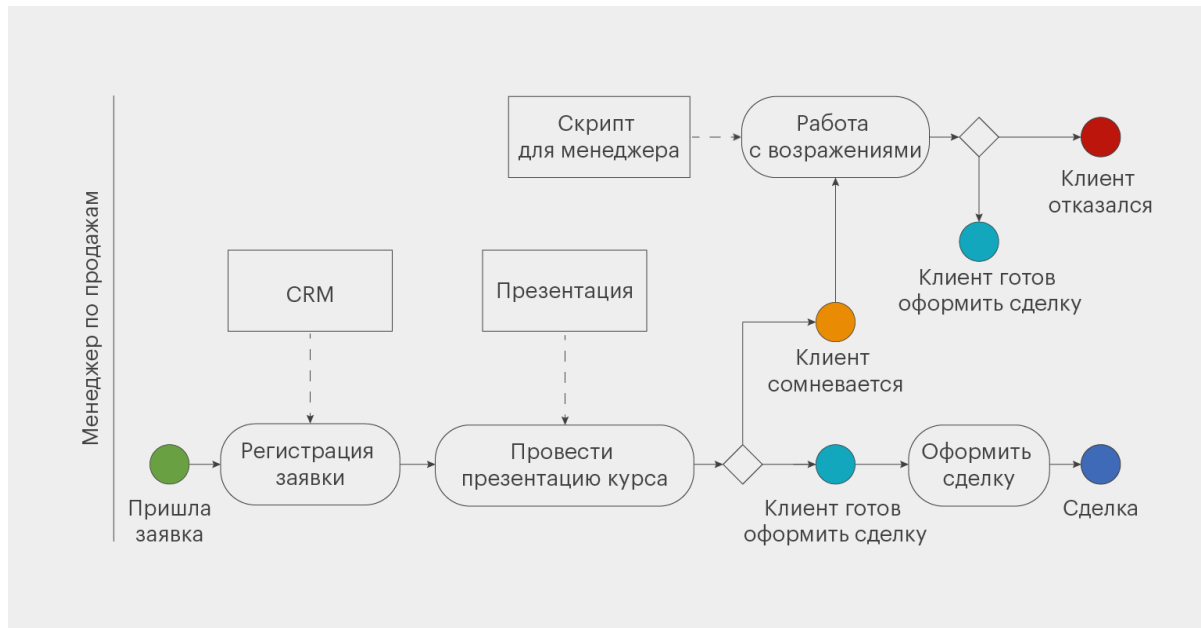 Менеджер по продажам
Скрипт
для менеджера
Работа
с возражениями
Клиент
отказался
Клиент готов
оформить сделку
CRM
Презентация
Клиент
сомневается
Регистрация
заявки
Провести
презентацию курса
Оформить
сделку
Пришла
заявка
Клиент готов
оформить сделку
Сделка